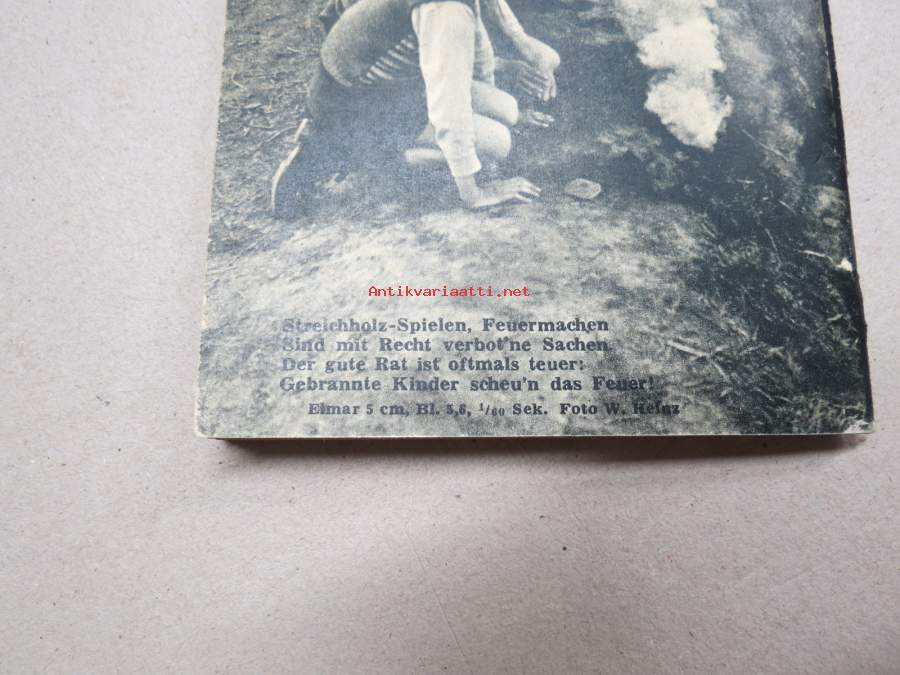 Antikvariaatti.net
Streichholz-Spielen, Feuermachen
Sind mit Recht verbot'ne Sachen.
Der gute Rat ist oftmals teuer:
Gebrannte Kinder scheu'n das Feuer!
Elmar 5 cm, Bl. 5,6, 1/60 Sek. Foto W. Heinz